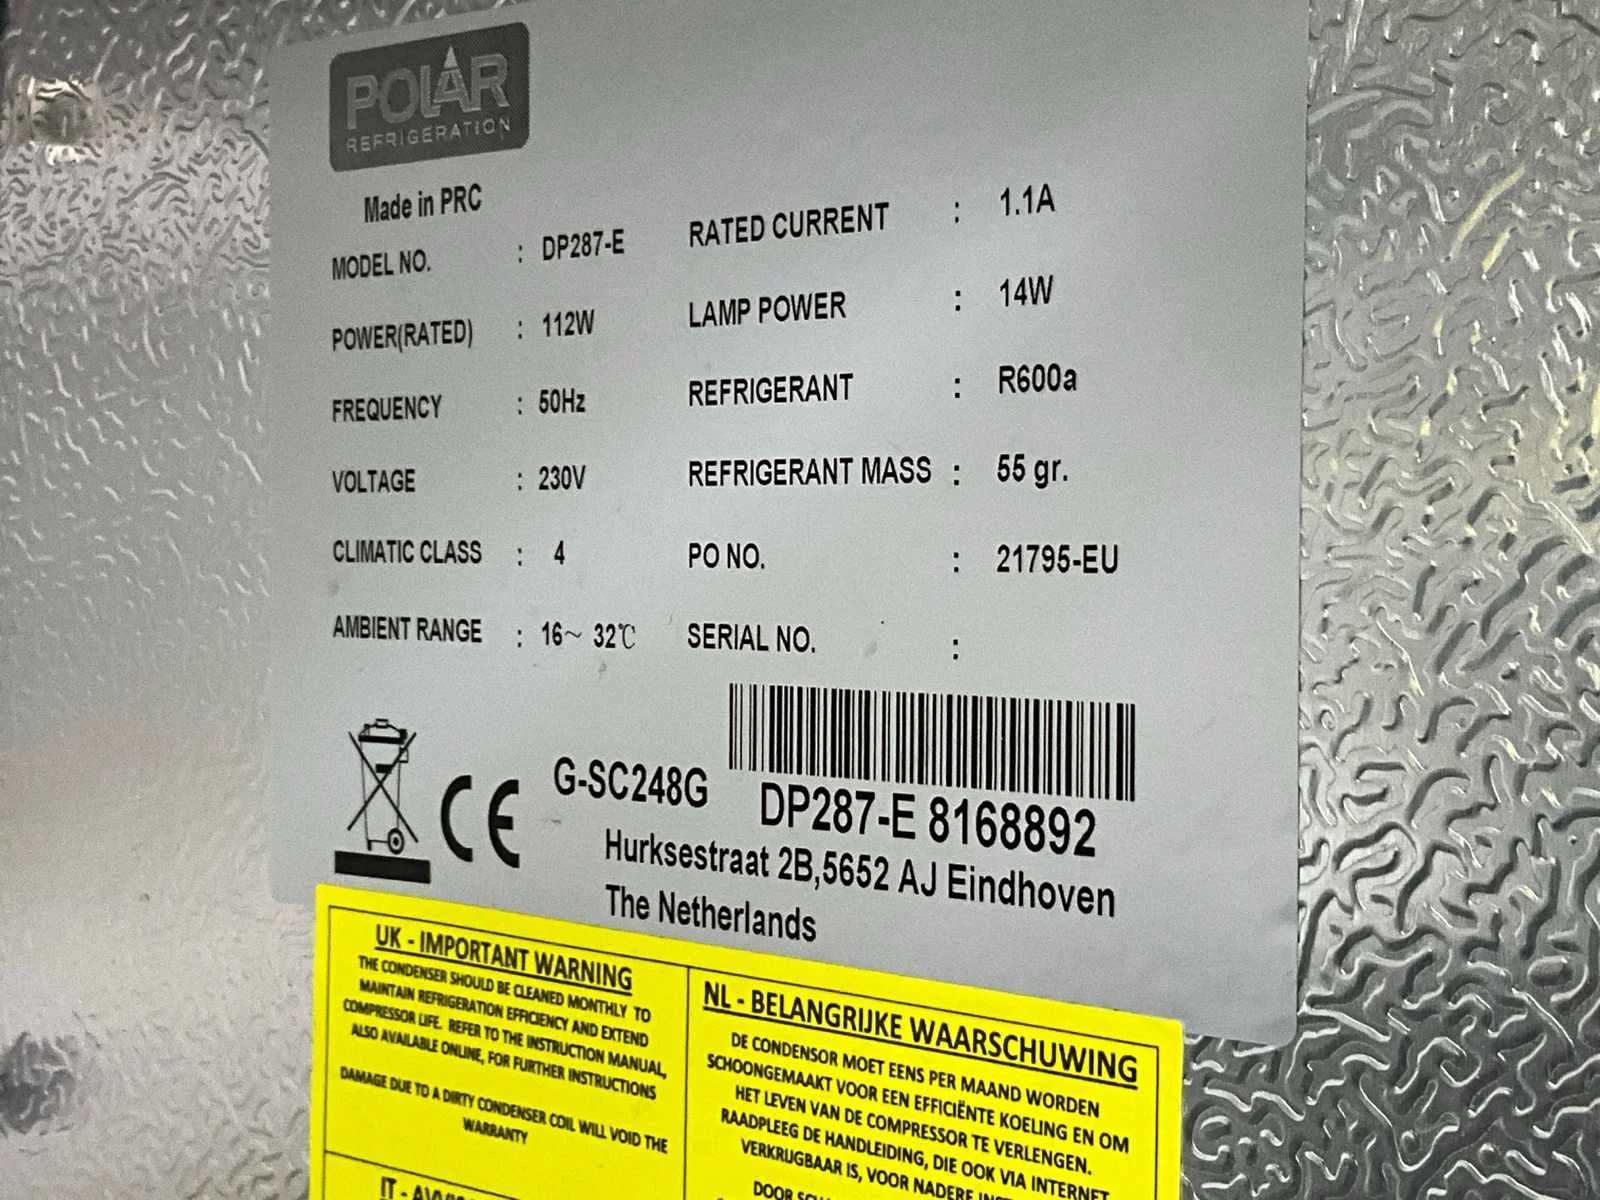 POLAR
REFRIGERATION
Made in PRC
MODEL NO. : DP287-E
POWER(RATED) : 112W
FREQUENCY : 50Hz
VOLTAGE : 230V
CLIMATIC CLASS : 4
AMBIENT RANGE : 16~ 32℃
RATED CURRENT : 1.1A
LAMP POWER : 14W
REFRIGERANT : R600a
REFRIGERANT MASS : 55 gr.
PO NO. : 21795-EU
SERIAL NO. :
CE
G-SC248G
DP287-E 8168892
Hurksestraat 2B,5652 AJ Eindhoven
The Netherlands
UK - IMPORTANT WARNING
THE CONDENSER SHOULD BE CLEANED MONTHLY TO
MAINTAIN REFRIGERATION EFFICIENCY AND EXTEND
COMPRESSOR LIFE. REFER TO THE INSTRUCTION MANUAL,
ALSO AVAILABLE ONLINE, FOR FURTHER INSTRUCTIONS
DAMAGE DUE TO A DIRTY CONDENSER COIL WILL VOID THE
WARRANTY
NL - BELANGRIJKE WAARSCHUWING
DE CONDENSOR MOET EENS PER MAAND WORDEN
SCHOONGEMAAKT VOOR EEN EFFICIËNTE KOELING EN OM
HET LEVEN VAN DE COMPRESSOR TE VERLENGEN.
RAADPLEEG DE HANDLEIDING, DIE OOK VIA INTERNET
VERKRIJGBAAR IS, VOOR NADERE
DOOR
IT -